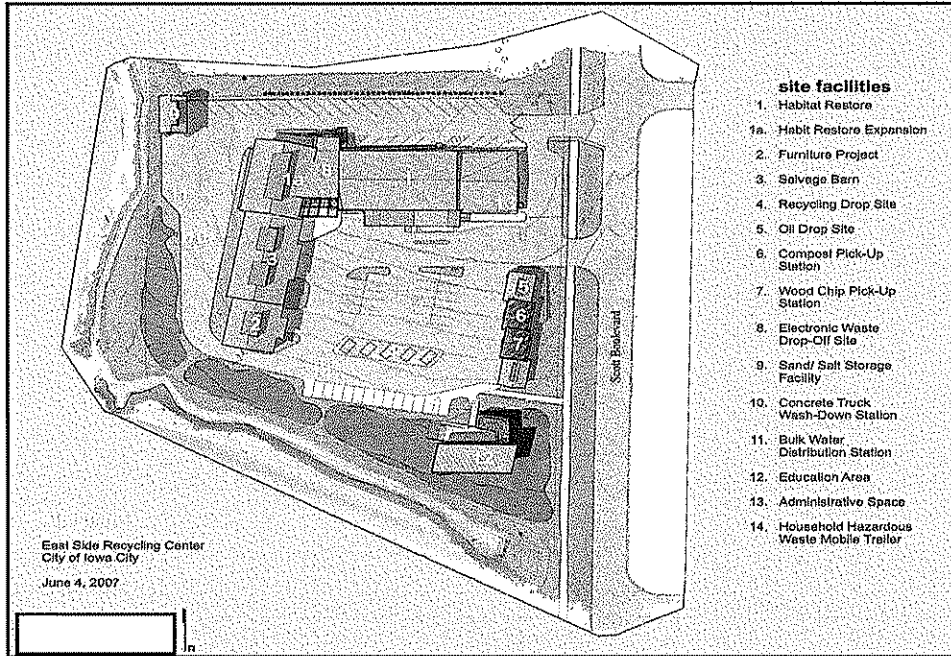 site facilities
1. Habitat Restore
1a. Habit Restore Expansion
2. Furniture Project
3. Salvage Barn
4. Recycling Drop Site
5. Oil Drop Site
6. Compost Pick-Up
Station
7. Wood Chip Pick-Up
Station
8. Electronic Waste
Drop-Off Site
9. Sand/ Salt Storage
Facility
10. Concrete Truck
Wash-Down Station
11. Bulk Water
Distribution Station
12. Education Area
13. Administrative Space
14. Household Hazardous
Waste Mobile Trailer
6
7
Scott Boulevard
East Side Recycling Center
City of Iowa City
June 4, 2007
n